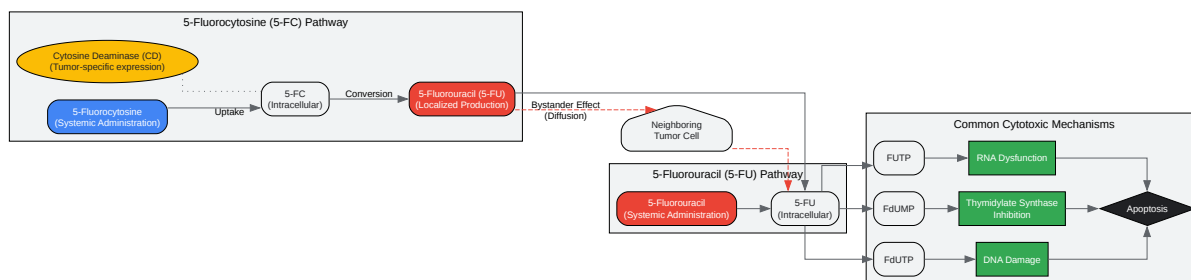 5-Fluorocytosine (5-FC) Pathway
Cytosine Deaminase (CD)
(Tumor-specific expression)
5-Fluorocytosine
(Systemic Administration)
Uptake
5-FC
(Intracellular)
Conversion
5-Fluorouracil (5-FU)
(Localized Production)
Bystander Effect
(Diffusion)
Neighboring
Tumor Cell
5-Fluorouracil (5-FU) Pathway
5-Fluorouracil
(Systemic Administration)
5-FU
(Intracellular)
Common Cytotoxic Mechanisms
FUTP
RNA Dysfunction
FdUMP
Thymidylate Synthase
Inhibition
Apoptosis
FdUTP
DNA Damage